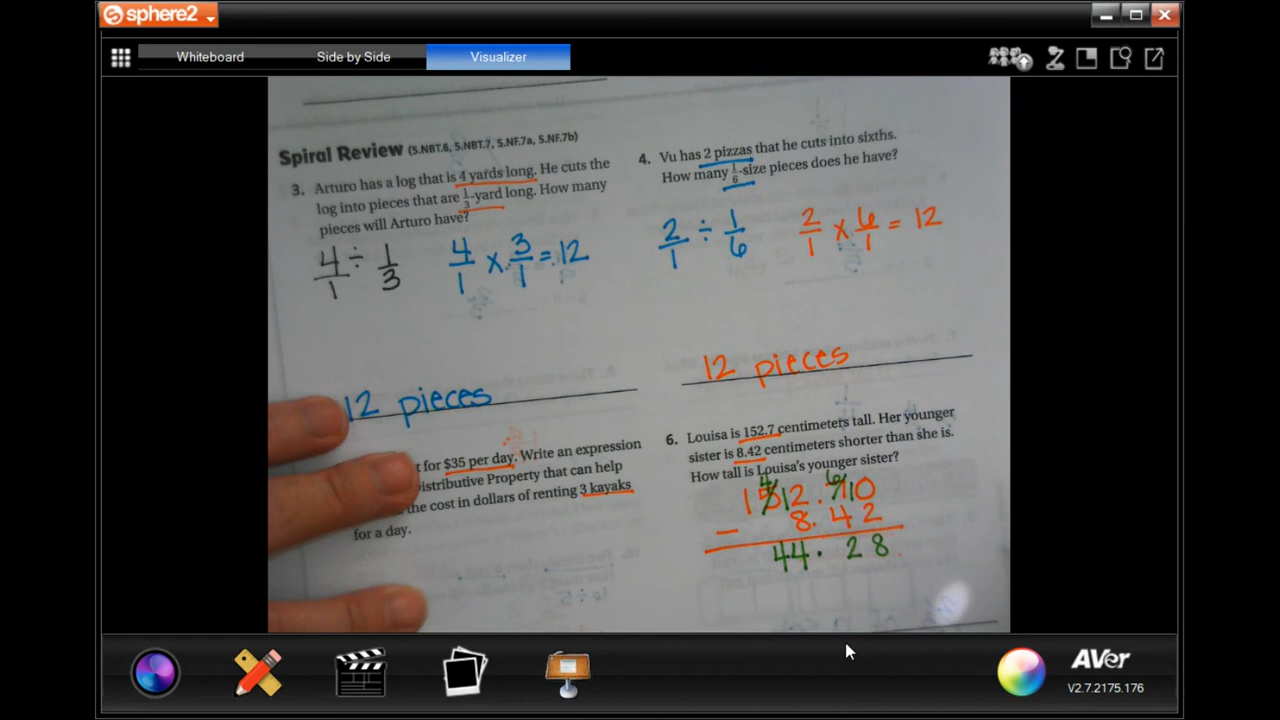 sphere2
Whiteboard
Side by Side
Visualizer
Spiral Review (5.NBT.6, 5.NBT.7, 5.NF.7a, 5.NF.7b)
3. Arturo has a log that is 4 yards long. He cuts the
log into pieces that are 1/3-yard long. How many
pieces will Arturo have?
4/1 ÷ 1/3 4/1 x 3/1 = 12
12 pieces
4. Vu has 2 pizzas that he cuts into sixths.
How many 1/6-size pieces does he have?
2/1 ÷ 1/6 2/1 x 6/1 = 12
12 pieces
t for $35 per day. Write an expression
istributive Property that can help
the cost in dollars of renting 3 kayaks
for a day.
6. Louisa is 152.7 centimeters tall. Her younger
sister is 8.42 centimeters shorter than she is.
How tall is Louisa's younger sister?
4 6
1512.710
- 8.42
44.28
AVer
V2.7.2175.176